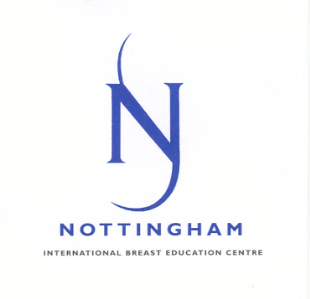 N
NOTTINGHAM
INTERNATIONAL BREAST EDUCATION CENTRE